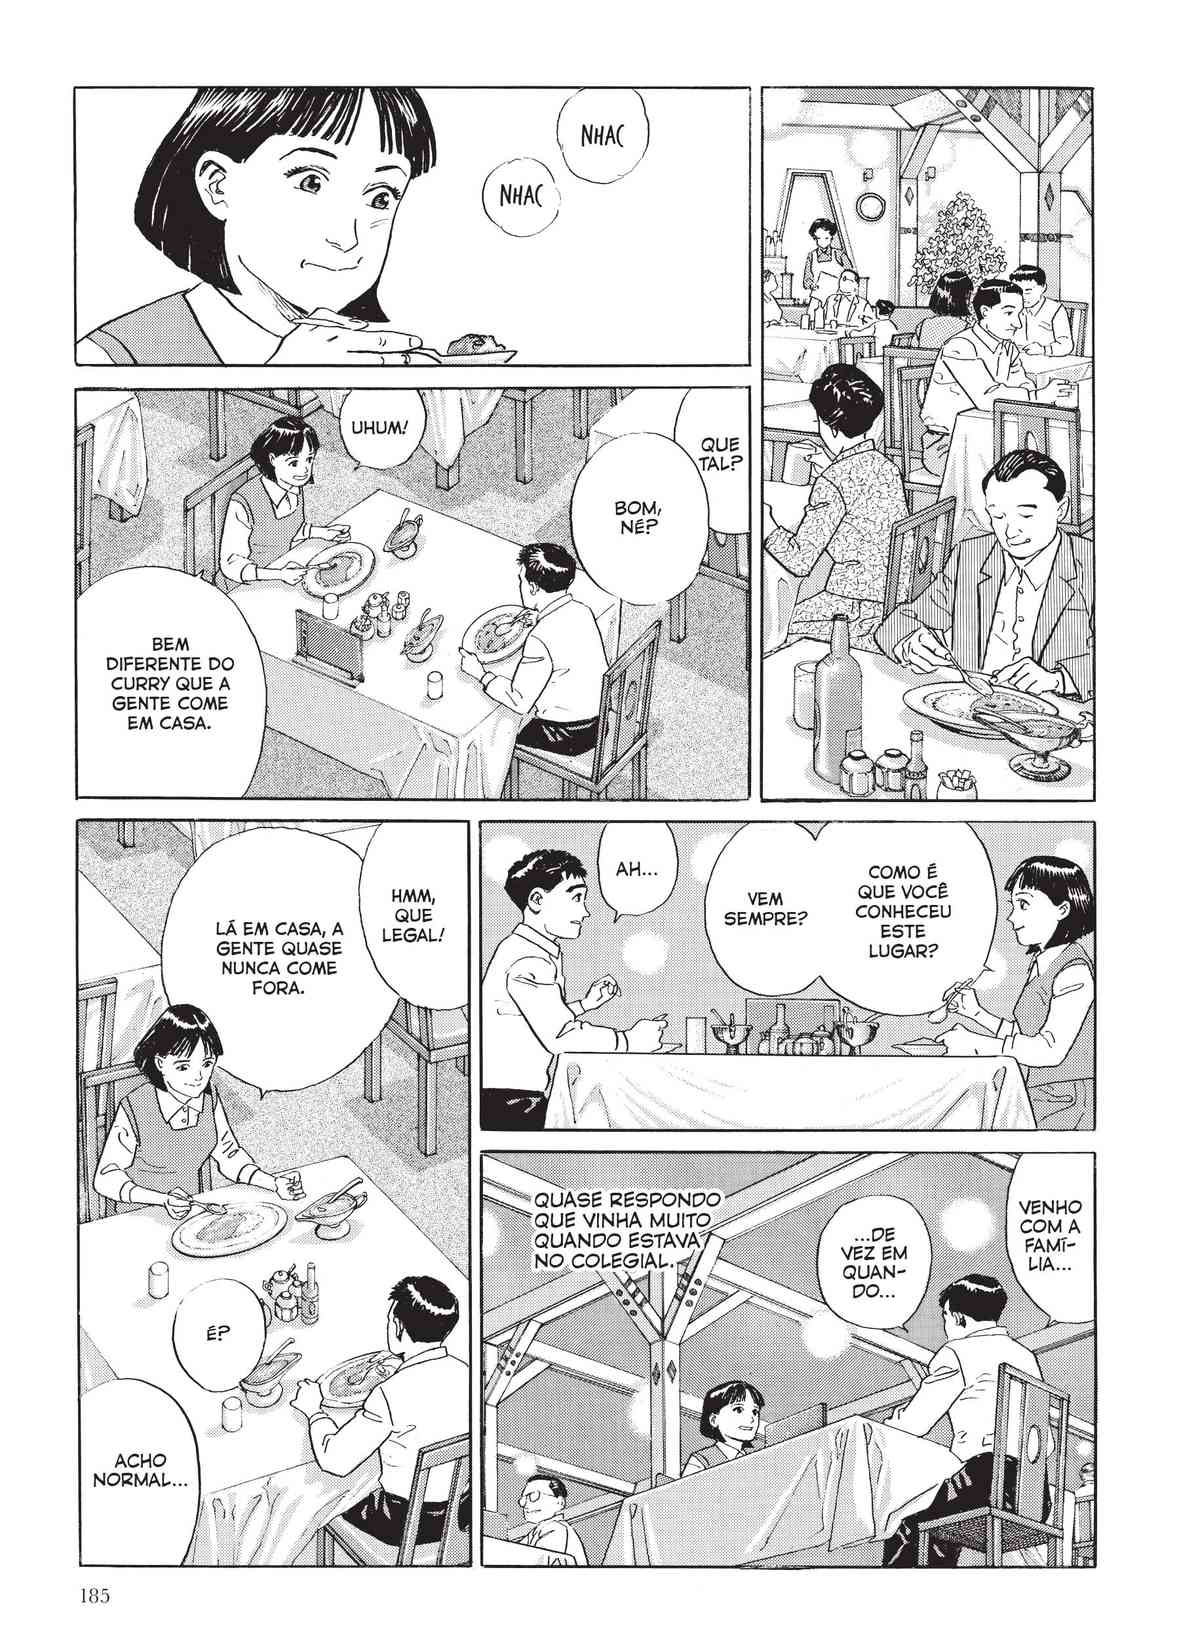 NHAC
NHAC
QUE
TAL?
BOM,
NÉ?
UHUM!
BEM
DIFERENTE DO
CURRY QUE A
GENTE COME
EM CASA.
COMO É
QUE VOCÊ
CONHECEU
ESTE
LUGAR?
VEM
SEMPRE?
AH...
VENHO
COM A
FAMÍ-
LIA...
...DE
VEZ EM
QUAN-
DO...
QUASE RESPONDO
QUE VINHA MUITO
QUANDO ESTAVA
NO COLEGIAL.
HMM,
QUE
LEGAL!
LÁ EM CASA, A
GENTE QUASE
NUNCA COME
FORA.
É?
ACHO
NORMAL...
185